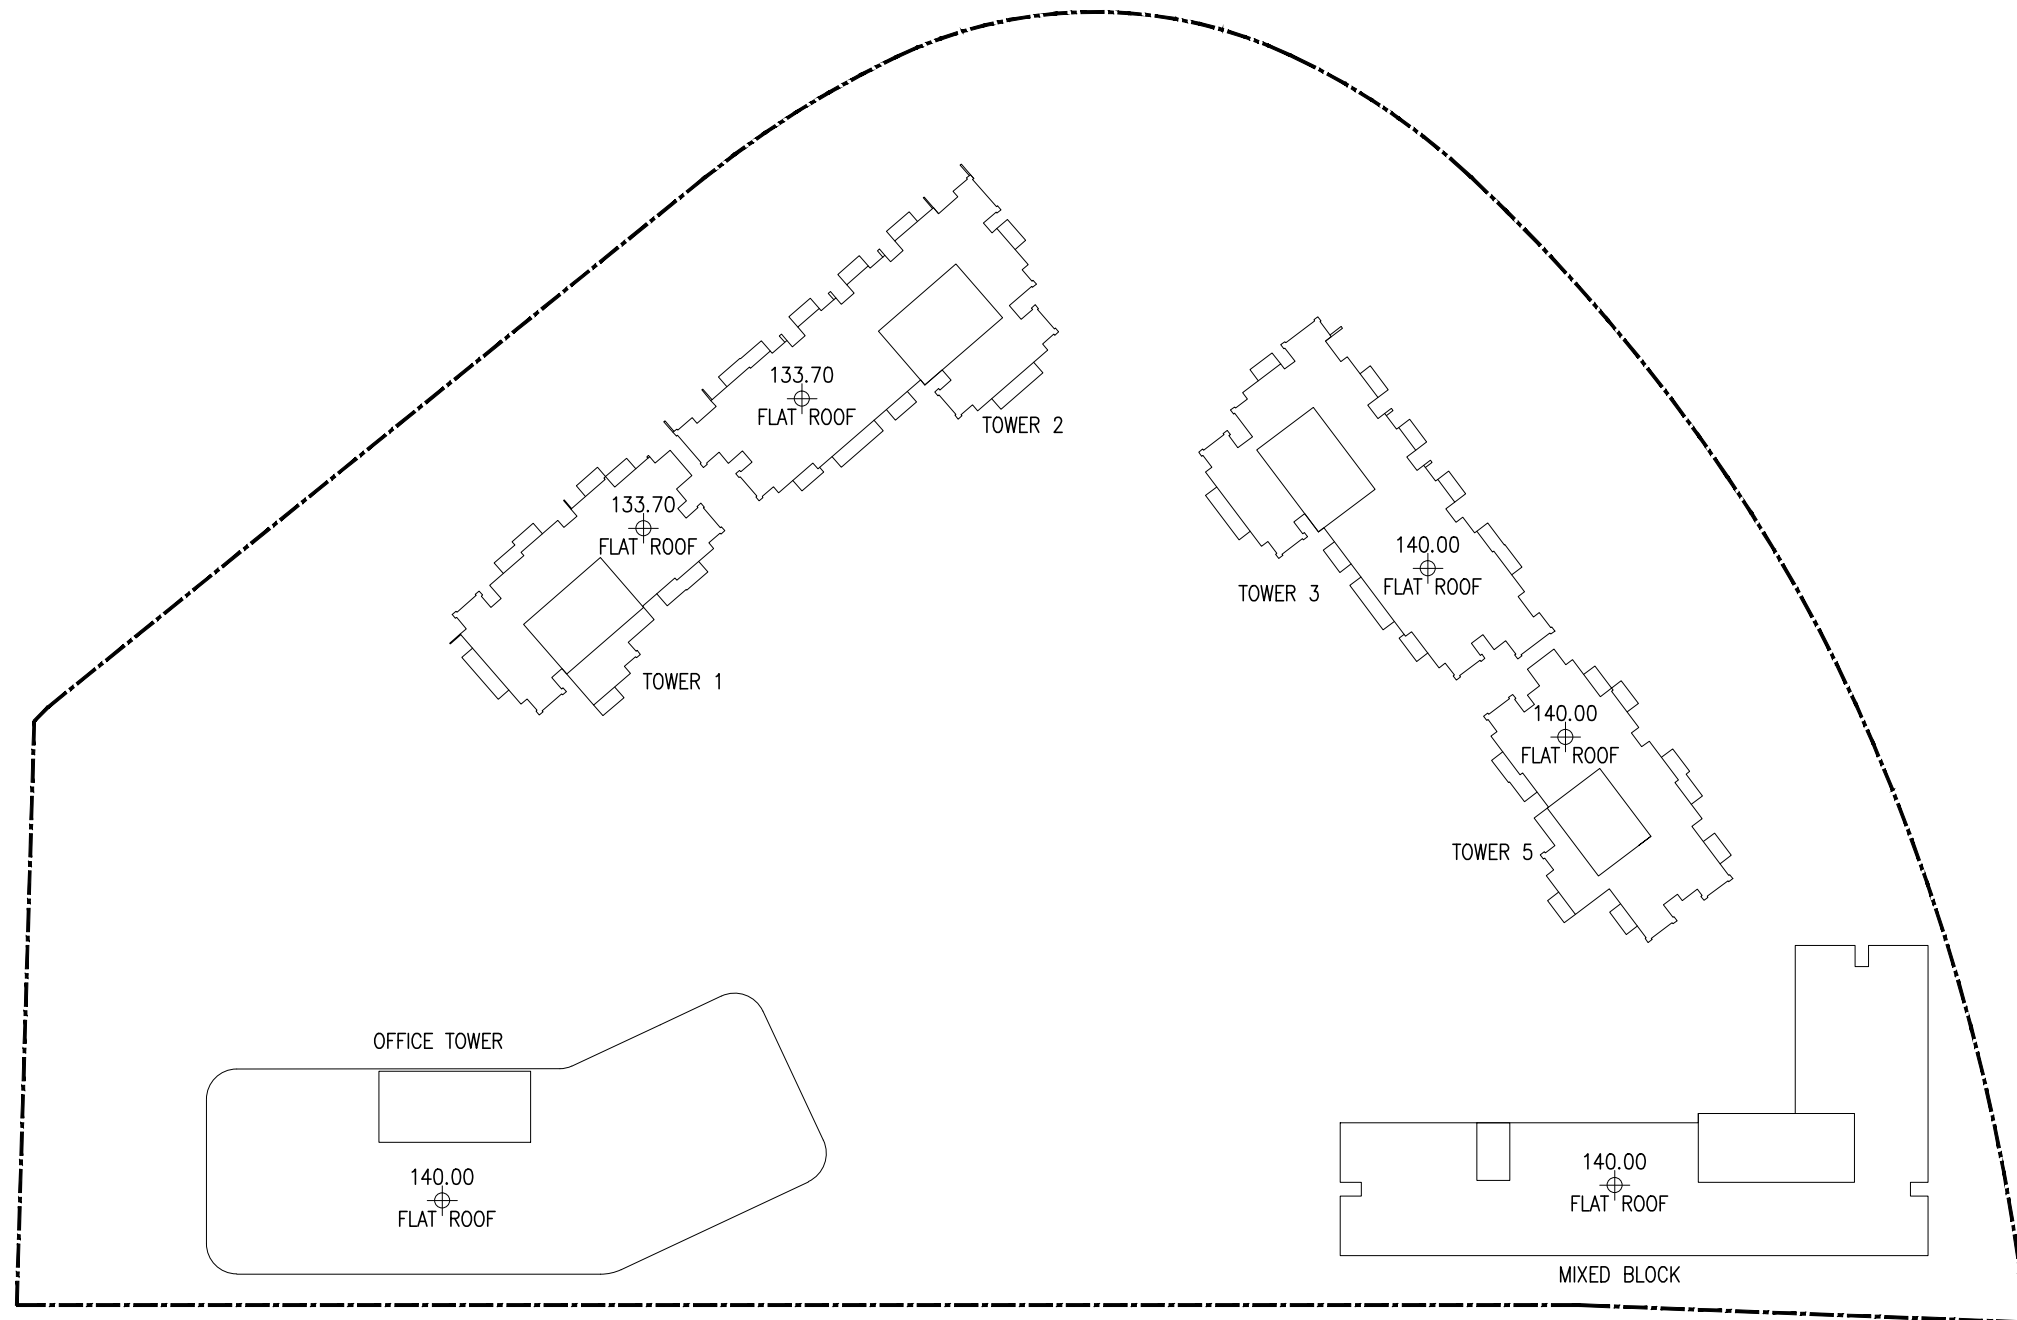 133.70
FLAT ROOF
TOWER 2
133.70
FLAT ROOF
TOWER 1
140.00
FLAT ROOF
TOWER 3
140.00
FLAT ROOF
TOWER 5
OFFICE TOWER
140.00
FLAT ROOF
140.00
FLAT ROOF
MIXED BLOCK